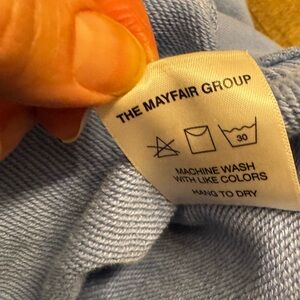 THE MAYFAIR GROUP
30
MACHINE WASH
WITH LIKE COLORS
HANG TO DRY